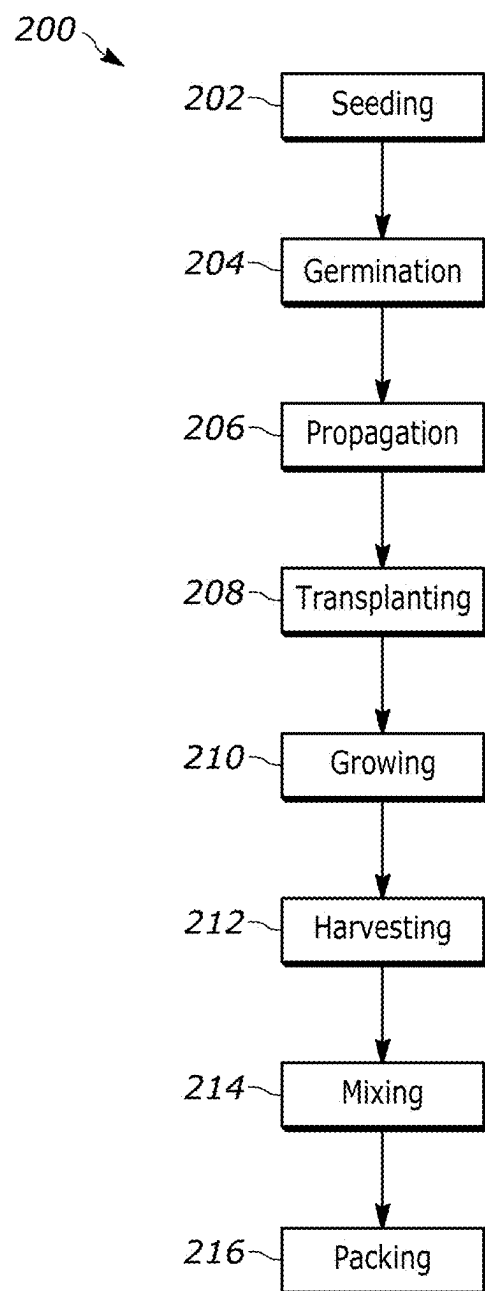 200
202 Seeding
204 Germination
206 Propagation
208 Transplanting
210 Growing
212 Harvesting
214 Mixing
216 Packing